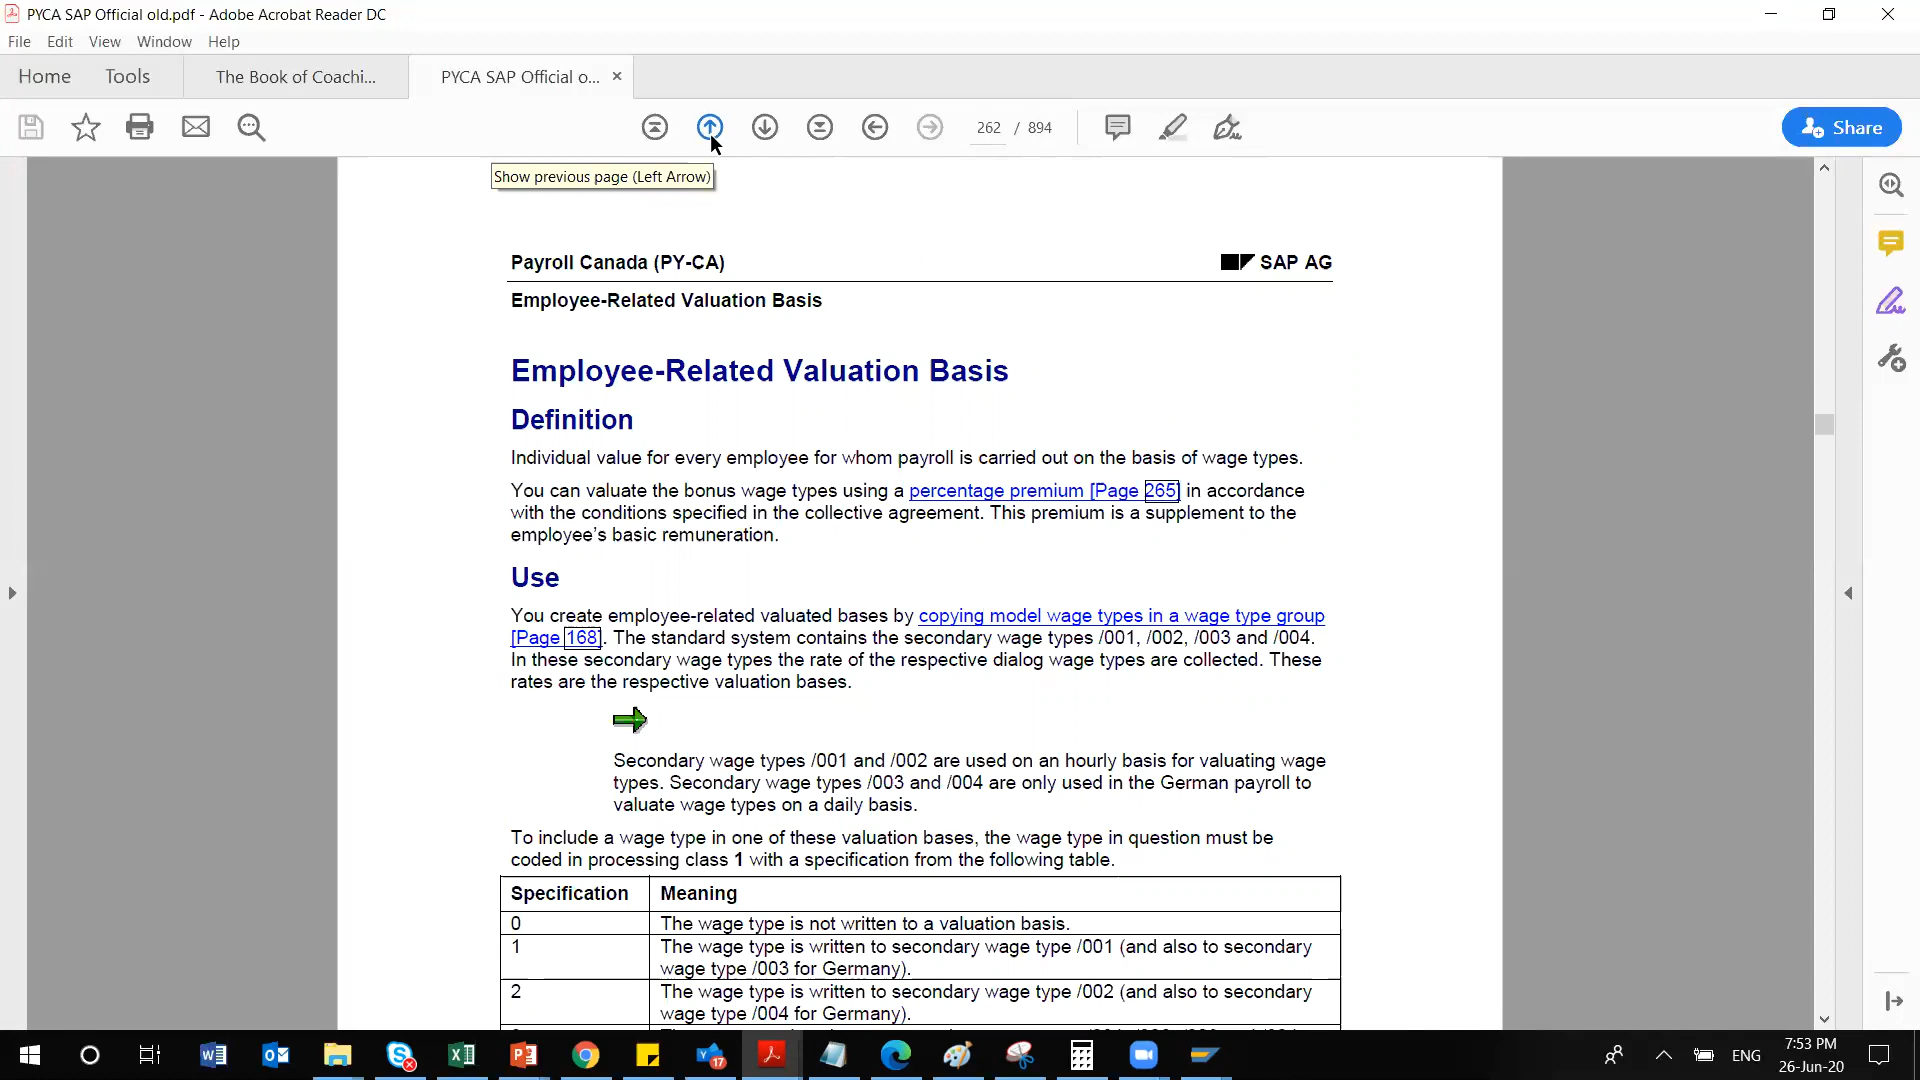 PYCA SAP Official old.pdf - Adobe Acrobat Reader DC
File Edit View Window Help
Home Tools The Book of Coachi... PYCA SAP Official o... ×
262 / 894
Share
Show previous page (Left Arrow)
Payroll Canada (PY-CA) SAP AG
Employee-Related Valuation Basis
Employee-Related Valuation Basis
Definition
Individual value for every employee for whom payroll is carried out on the basis of wage types.
You can valuate the bonus wage types using a percentage premium [Page 265] in accordance
with the conditions specified in the collective agreement. This premium is a supplement to the
employee's basic remuneration.
Use
You create employee-related valuated bases by copying model wage types in a wage type group
[Page 168]. The standard system contains the secondary wage types /001, /002, /003 and /004.
In these secondary wage types the rate of the respective dialog wage types are collected. These
rates are the respective valuation bases.
Secondary wage types /001 and /002 are used on an hourly basis for valuating wage
types. Secondary wage types /003 and /004 are only used in the German payroll to
valuate wage types on a daily basis.
To include a wage type in one of these valuation bases, the wage type in question must be
coded in processing class 1 with a specification from the following table.
Specification Meaning
0 The wage type is not written to a valuation basis.
1 The wage type is written to secondary wage type /001 (and also to secondary
wage type /003 for Germany).
2 The wage type is written to secondary wage type /002 (and also to secondary
wage type /004 for Germany).
17
ENG
7:53 PM
26-Jun-20